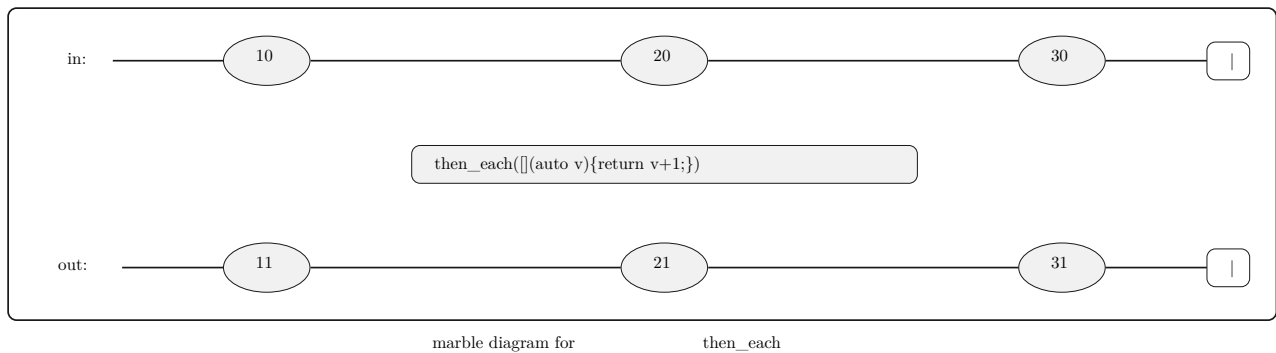 in: 10 20 30 |
then_each([](auto v){return v+1;})
out: 11 21 31 |
marble diagram for then_each